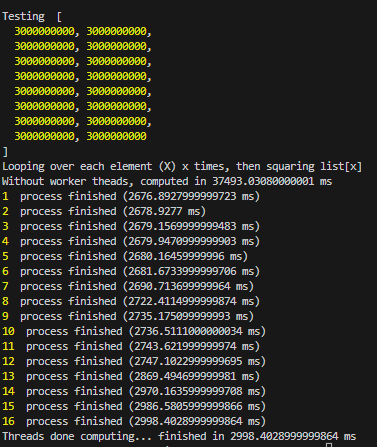 Testing  [
  3000000000, 3000000000,
  3000000000, 3000000000,
  3000000000, 3000000000,
  3000000000, 3000000000,
  3000000000, 3000000000,
  3000000000, 3000000000,
  3000000000, 3000000000,
  3000000000, 3000000000
]
Looping over each element (X) x times, then squaring list[x]
Without worker theads, computed in 37493.03080000001 ms
1  process finished (2676.8927999999723 ms)
2  process finished (2678.9277 ms)
3  process finished (2679.1569999999483 ms)
4  process finished (2679.9470999999903 ms)
5  process finished (2680.16459999996 ms)
6  process finished (2681.6733999999706 ms)
7  process finished (2690.713699999964 ms)
8  process finished (2722.4114999999874 ms)
9  process finished (2735.175099999993 ms)
10  process finished (2736.5111000000034 ms)
11  process finished (2743.621999999974 ms)
12  process finished (2747.1022999999695 ms)
13  process finished (2869.494699999981 ms)
14  process finished (2970.1635999999708 ms)
15  process finished (2986.5805999999866 ms)
16  process finished (2998.4028999999864 ms)
Threads done computing... finished in 2998.4028999999864 ms